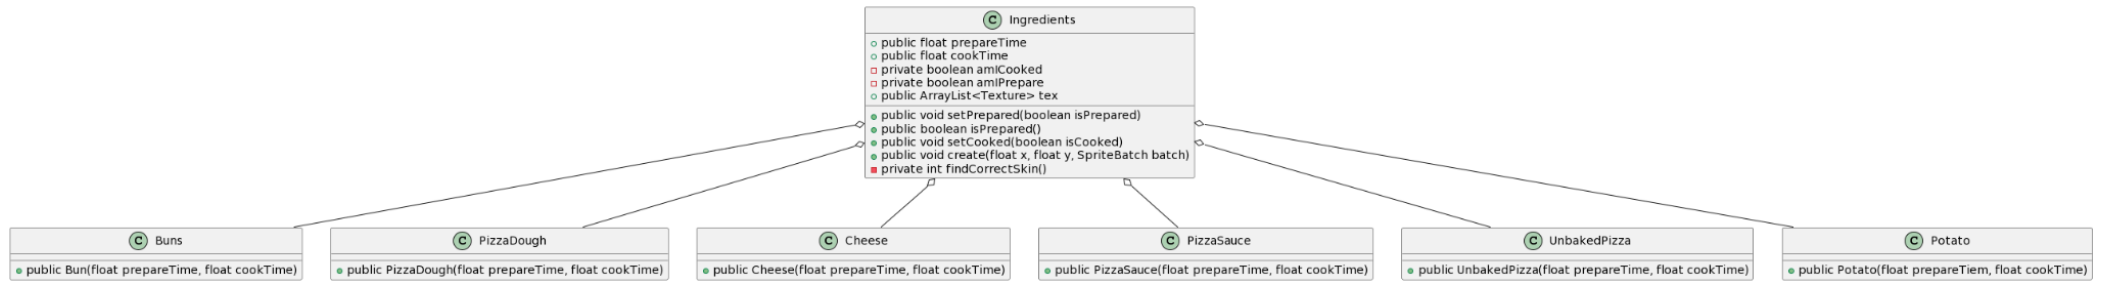 C Ingredients
public float prepareTime
public float cookTime
private boolean amICooked
private boolean amIPrepare
public ArrayList<Texture> tex
public void setPrepared(boolean isPrepared)
public boolean isPrepared()
public void setCooked(boolean isCooked)
public void create(float x, float y, SpriteBatch batch)
private int findCorrectSkin()
C Buns
public Bun(float prepareTime, float cookTime)
C PizzaDough
public PizzaDough(float prepareTime, float cookTime)
C Cheese
public Cheese(float prepareTime, float cookTime)
C PizzaSauce
public PizzaSauce(float prepareTime, float cookTime)
C UnbakedPizza
public UnbakedPizza(float prepareTime, float cookTime)
C Potato
public Potato(float prepareTiem, float cookTime)